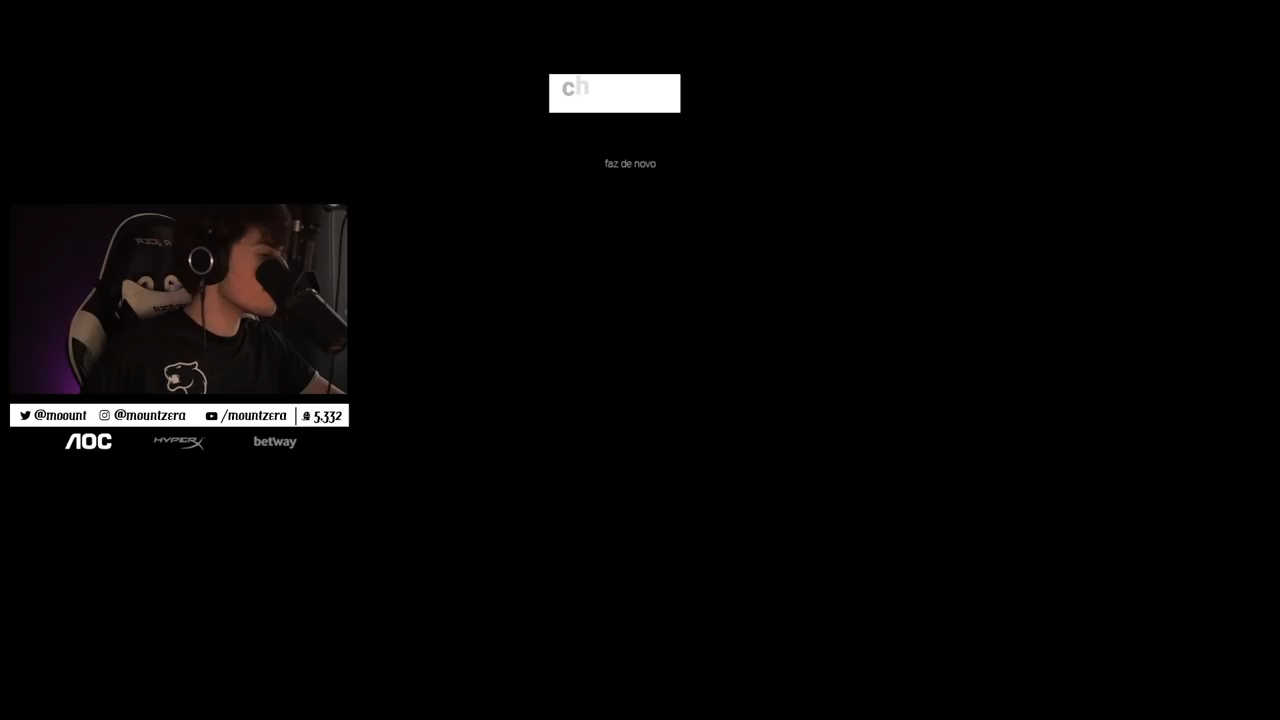 ch
faz de novo
@moount @mountzera /mountzera 5.332
AOC HYPERX betway